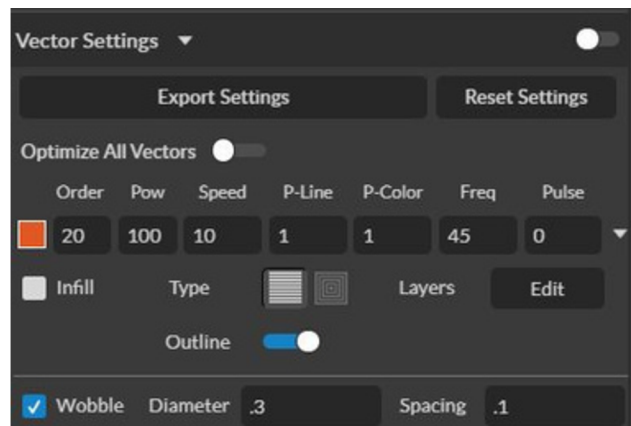 Vector Settings
Export Settings Reset Settings
Optimize All Vectors
Order Pow Speed P-Line P-Color Freq Pulse
20 100 10 1 1 45 0
Infill Type Layers Edit
Outline
Wobble Diameter .3 Spacing .1